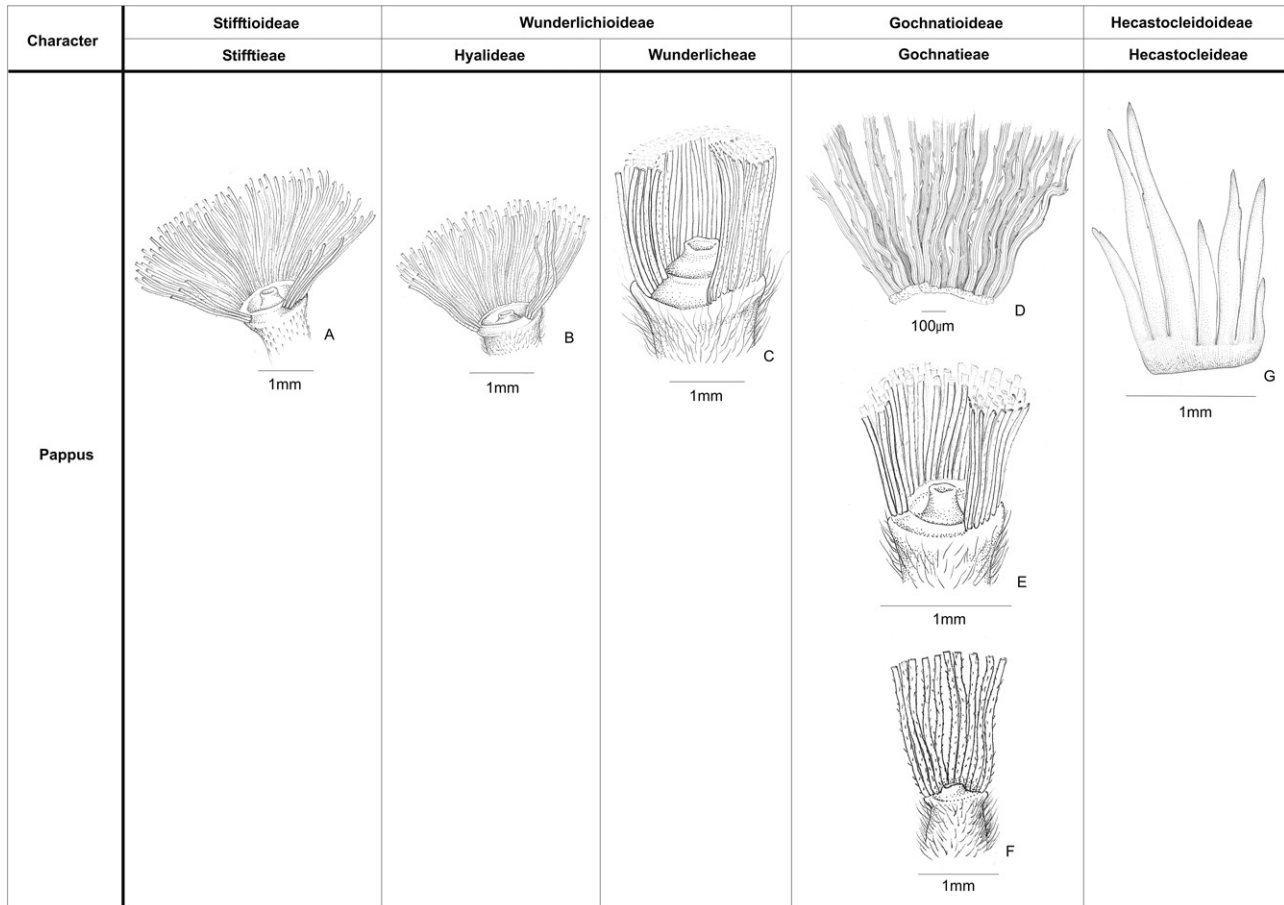 Character
Stifftioideae
Wunderlichioideae
Gochnatioideae
Hecastocleidoideae
Stifftieae
Hyalideae
Wunderlicheae
Gochnatieae
Hecastocleideae
Pappus
A
1mm
B
1mm
C
1mm
D
100μm
E
1mm
F
1mm
G
1mm